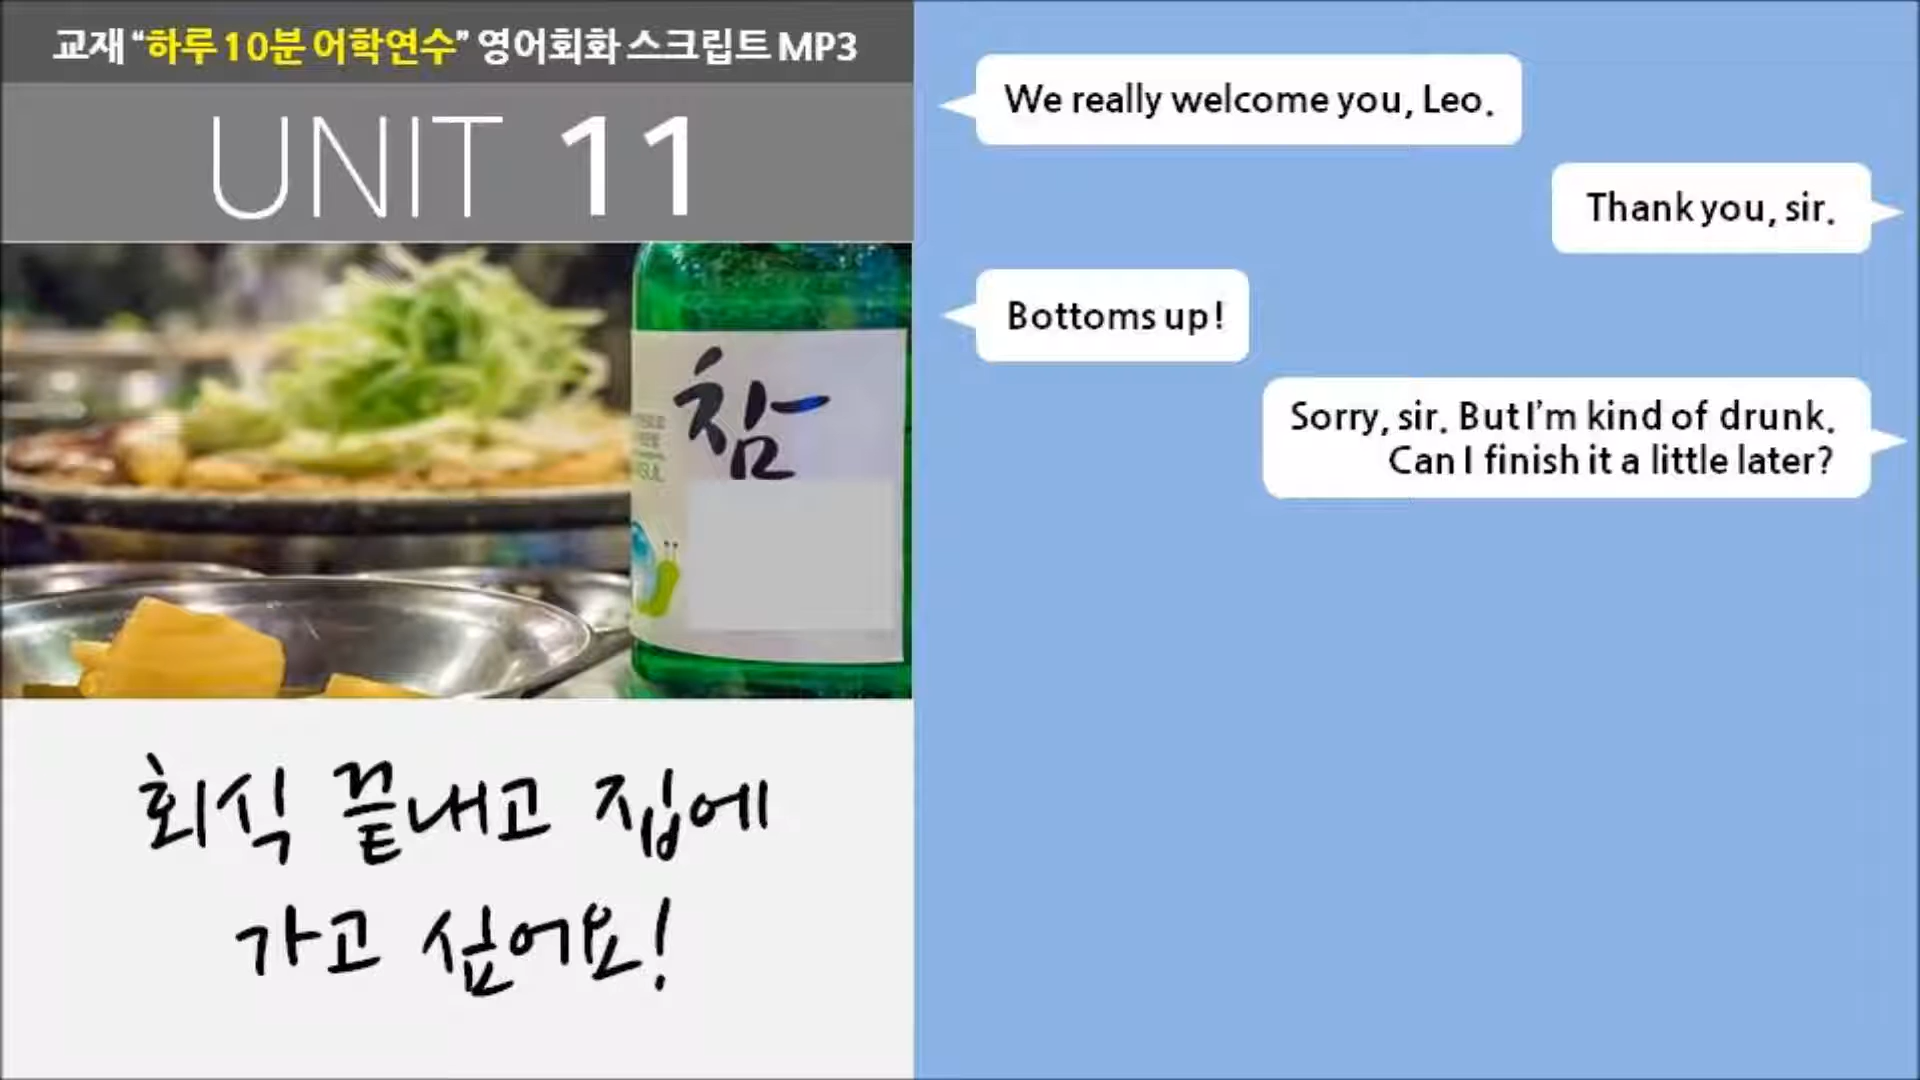 교재 “하루 10분 어학연수” 영어회화 스크립트 MP3
UNIT 11
참
회식 끝내고 집에
가고 싶어요!
We really welcome you, Leo.
Thank you, sir.
Bottoms up!
Sorry, sir. But I’m kind of drunk.
Can I finish it a little later?